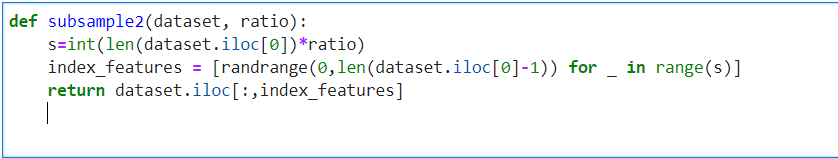 def subsample2(dataset, ratio):
    s=int(len(dataset.iloc[0])*ratio)
    index_features = [randrange(0,len(dataset.iloc[0]-1)) for _ in range(s)]
    return dataset.iloc[:,index_features]